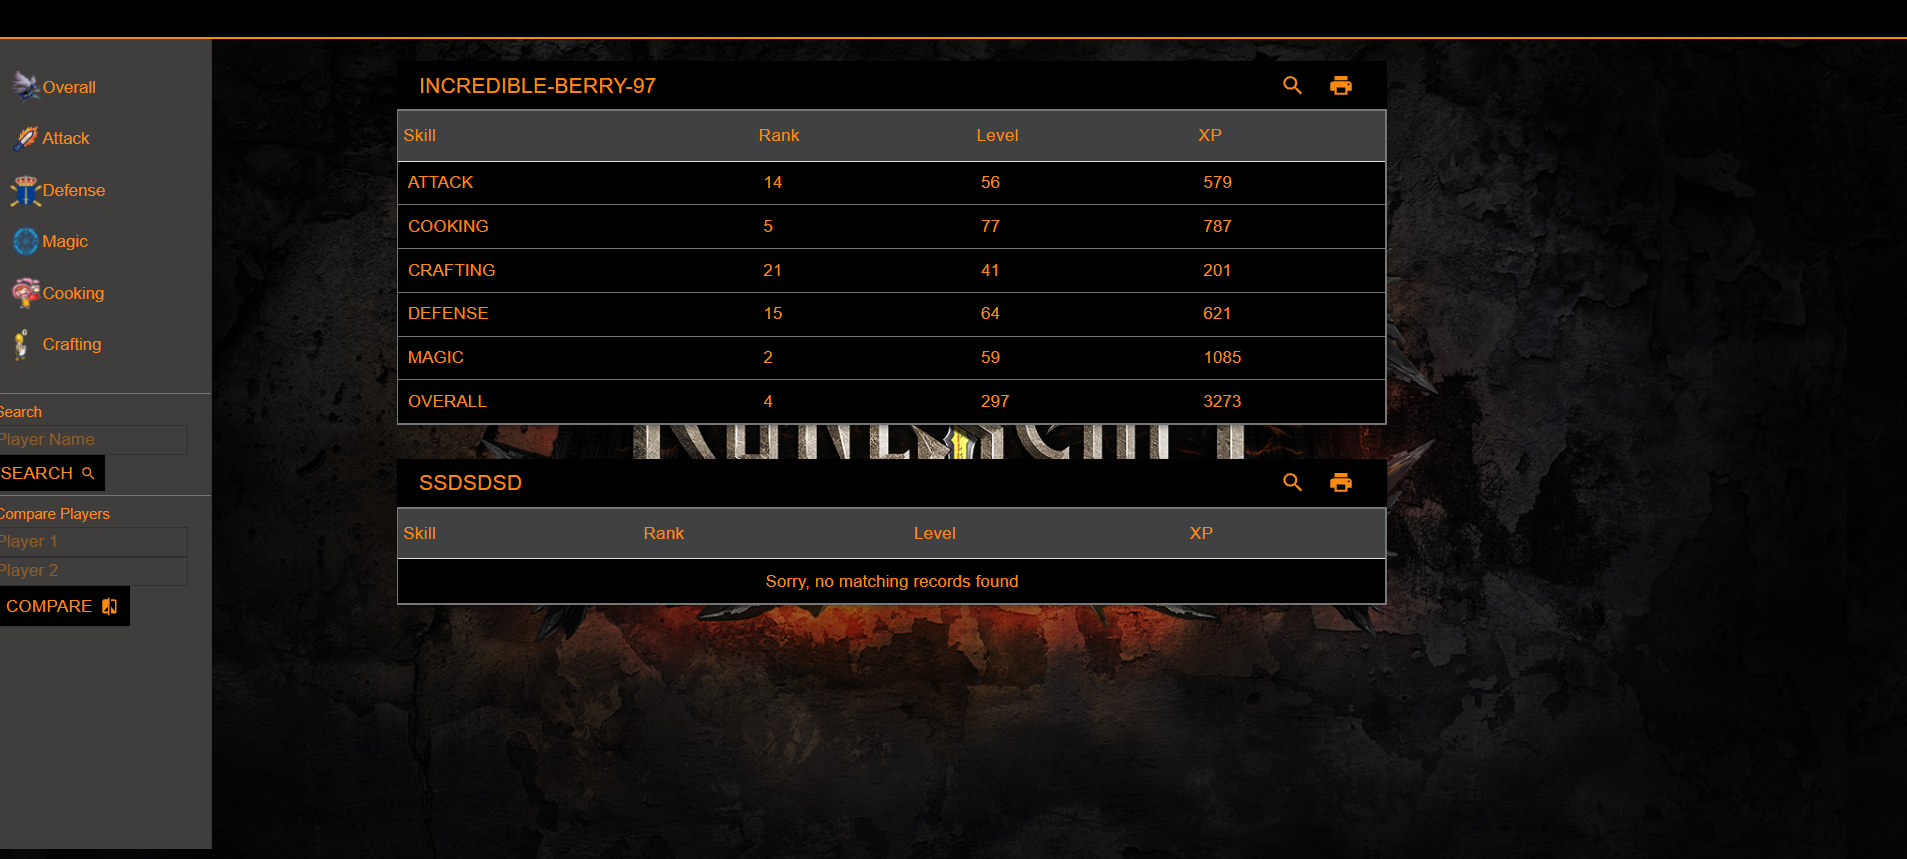 Overall
Attack
Defense
Magic
Cooking
Crafting
Search
Player Name
SEARCH
Compare Players
Player 1
Player 2
COMPARE
INCREDIBLE-BERRY-97
Skill Rank Level XP
ATTACK 14 56 579
COOKING 5 77 787
CRAFTING 21 41 201
DEFENSE 15 64 621
MAGIC 2 59 1085
OVERALL 4 297 3273
SSDSDSD
Skill Rank Level XP
Sorry, no matching records found